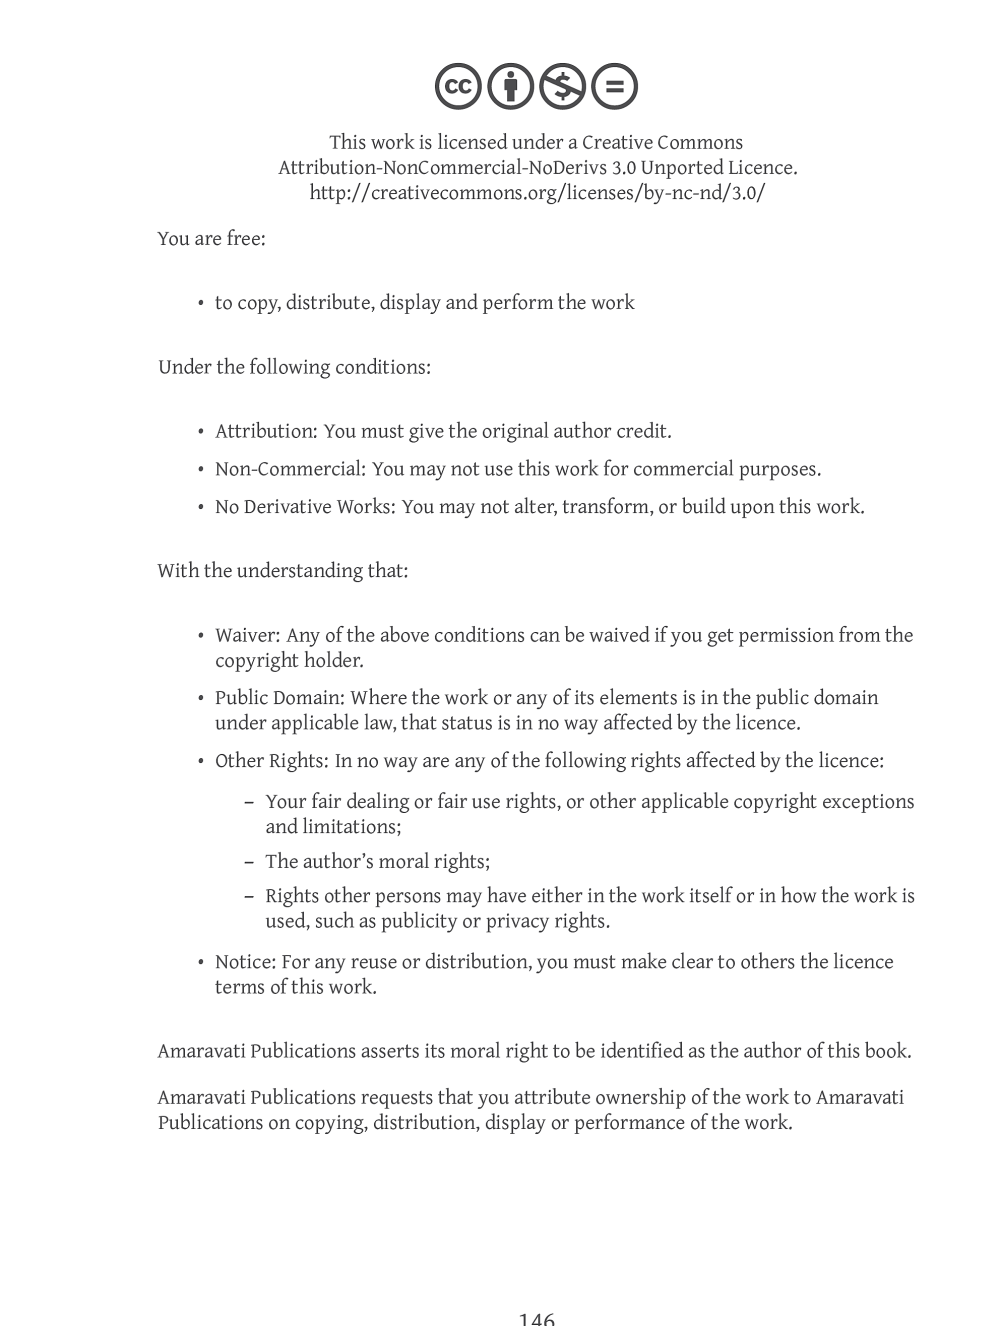 cc $ =
This work is licensed under a Creative Commons
Attribution-NonCommercial-NoDerivs 3.0 Unported Licence.
http://creativecommons.org/licenses/by-nc-nd/3.0/
You are free:
• to copy, distribute, display and perform the work
Under the following conditions:
• Attribution: You must give the original author credit.
• Non-Commercial: You may not use this work for commercial purposes.
• No Derivative Works: You may not alter, transform, or build upon this work.
With the understanding that:
• Waiver: Any of the above conditions can be waived if you get permission from the
copyright holder.
• Public Domain: Where the work or any of its elements is in the public domain
under applicable law, that status is in no way affected by the licence.
• Other Rights: In no way are any of the following rights affected by the licence:
– Your fair dealing or fair use rights, or other applicable copyright exceptions
and limitations;
– The author’s moral rights;
– Rights other persons may have either in the work itself or in how the work is
used, such as publicity or privacy rights.
• Notice: For any reuse or distribution, you must make clear to others the licence
terms of this work.
Amaravati Publications asserts its moral right to be identified as the author of this book.
Amaravati Publications requests that you attribute ownership of the work to Amaravati
Publications on copying, distribution, display or performance of the work.
146